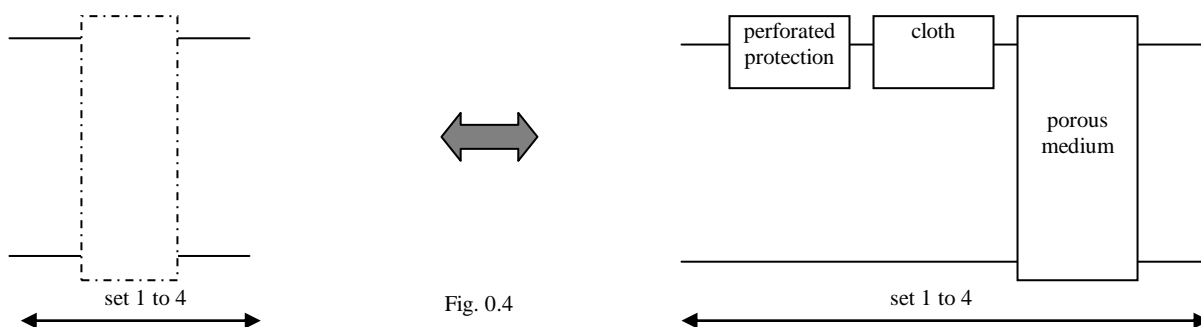 perforated
protection
cloth
porous
medium
set 1 to 4
Fig. 0.4
set 1 to 4